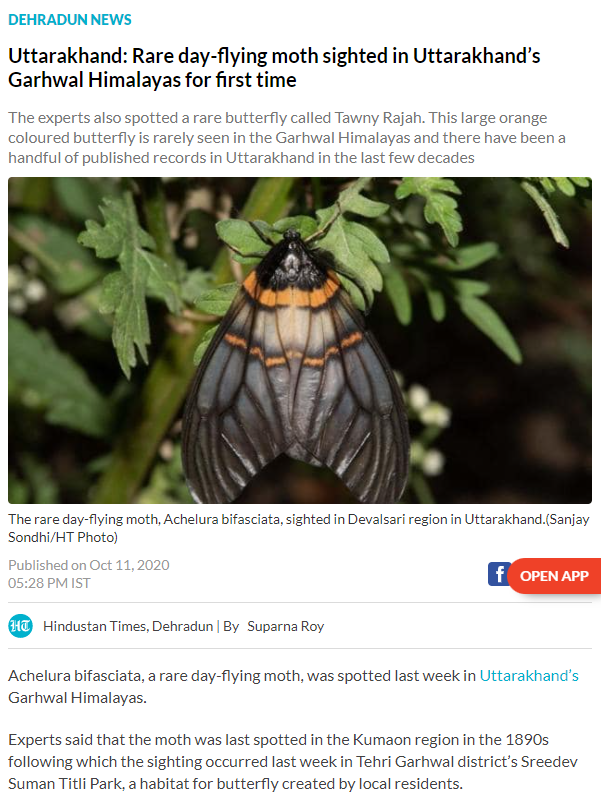 DEHRADUN NEWS
Uttarakhand: Rare day-flying moth sighted in Uttarakhand's
Garhwal Himalayas for first time
The experts also spotted a rare butterfly called Tawny Rajah. This large orange
coloured butterfly is rarely seen in the Garhwal Himalayas and there have been a
handful of published records in Uttarakhand in the last few decades
The rare day-flying moth, Achelura bifasciata, sighted in Devalsari region in Uttarakhand.(Sanjay
Sondhi/HT Photo)
Published on Oct 11, 2020
05:28 PM IST
f
OPEN APP
HT
Hindustan Times, Dehradun | By Suparna Roy
Achelura bifasciata, a rare day-flying moth, was spotted last week in Uttarakhand's
Garhwal Himalayas.
Experts said that the moth was last spotted in the Kumaon region in the 1890s
following which the sighting occurred last week in Tehri Garhwal district's Sreedev
Suman Titli Park, a habitat for butterfly created by local residents.